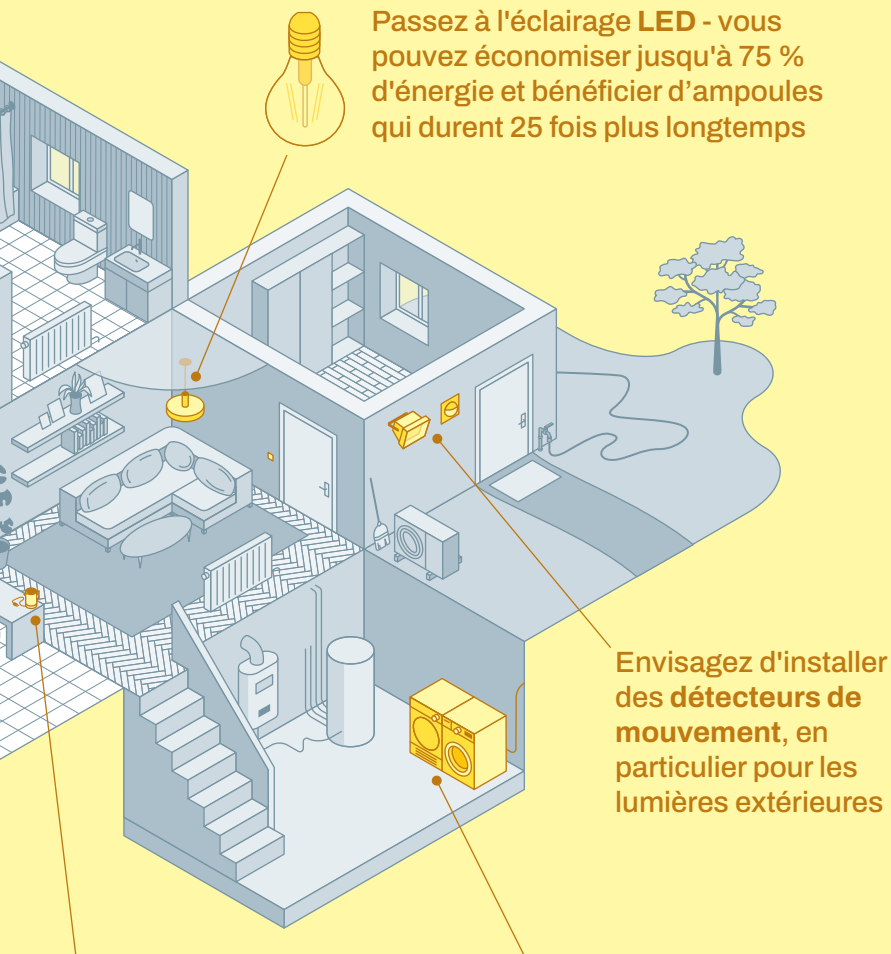 Passez à l'éclairage LED - vous
pouvez économiser jusqu'à 75 %
d'énergie et bénéficier d’ampoules
qui durent 25 fois plus longtemps
Envisagez d'installer
des détecteurs de
mouvement, en
particulier pour les
lumières extérieures